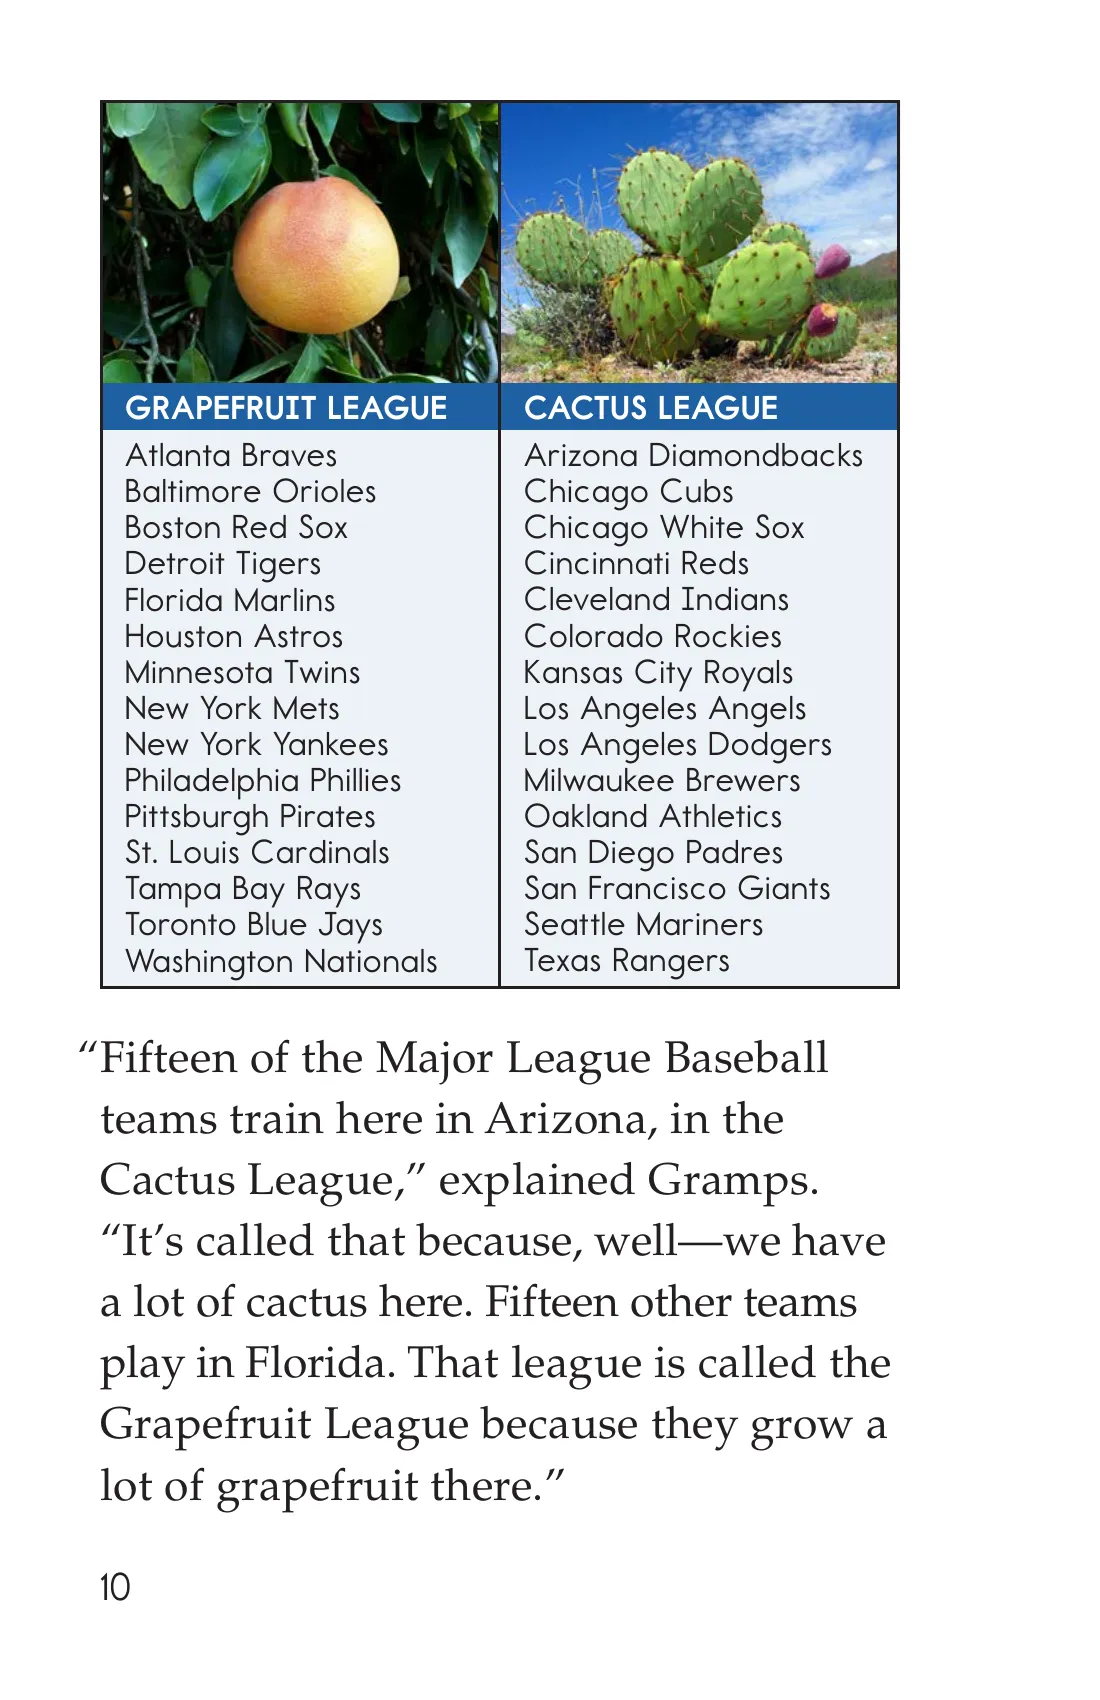 GRAPEFRUIT LEAGUE
Atlanta Braves
Baltimore Orioles
Boston Red Sox
Detroit Tigers
Florida Marlins
Houston Astros
Minnesota Twins
New York Mets
New York Yankees
Philadelphia Phillies
Pittsburgh Pirates
St. Louis Cardinals
Tampa Bay Rays
Toronto Blue Jays
Washington Nationals
CACTUS LEAGUE
Arizona Diamondbacks
Chicago Cubs
Chicago White Sox
Cincinnati Reds
Cleveland Indians
Colorado Rockies
Kansas City Royals
Los Angeles Angels
Los Angeles Dodgers
Milwaukee Brewers
Oakland Athletics
San Diego Padres
San Francisco Giants
Seattle Mariners
Texas Rangers
“Fifteen of the Major League Baseball
teams train here in Arizona, in the
Cactus League,” explained Gramps.
“It’s called that because, well—we have
a lot of cactus here. Fifteen other teams
play in Florida. That league is called the
Grapefruit League because they grow a
lot of grapefruit there.”
10